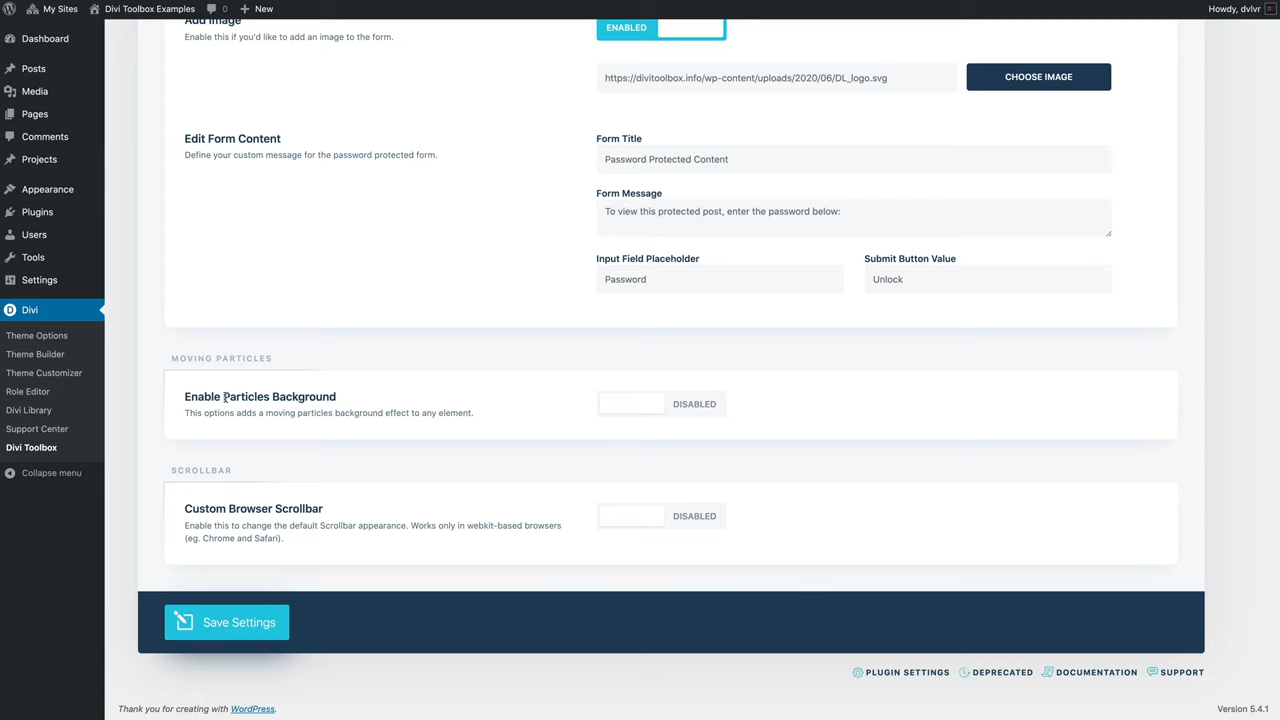 My Sites
Divi Toolbox Examples
0
New
Howdy, dvlvr
Dashboard
Posts
Media
Pages
Comments
Projects
Appearance
Plugins
Users
Tools
Settings
Divi
Theme Options
Theme Builder
Theme Customizer
Role Editor
Divi Library
Support Center
Divi Toolbox
Collapse menu
Add Image
Enable this if you'd like to add an image to the form.
ENABLED
https://divitoolbox.info/wp-content/uploads/2020/06/DL_logo.svg
CHOOSE IMAGE
Edit Form Content
Define your custom message for the password protected form.
Form Title
Password Protected Content
Form Message
To view this protected post, enter the password below:
Input Field Placeholder
Submit Button Value
Password
Unlock
MOVING PARTICLES
Enable Particles Background
This options adds a moving particles background effect to any element.
DISABLED
SCROLLBAR
Custom Browser Scrollbar
Enable this to change the default Scrollbar appearance. Works only in webkit-based browsers
(eg. Chrome and Safari).
DISABLED
Save Settings
PLUGIN SETTINGS
DEPRECATED
DOCUMENTATION
SUPPORT
Thank you for creating with WordPress.
Version 5.4.1